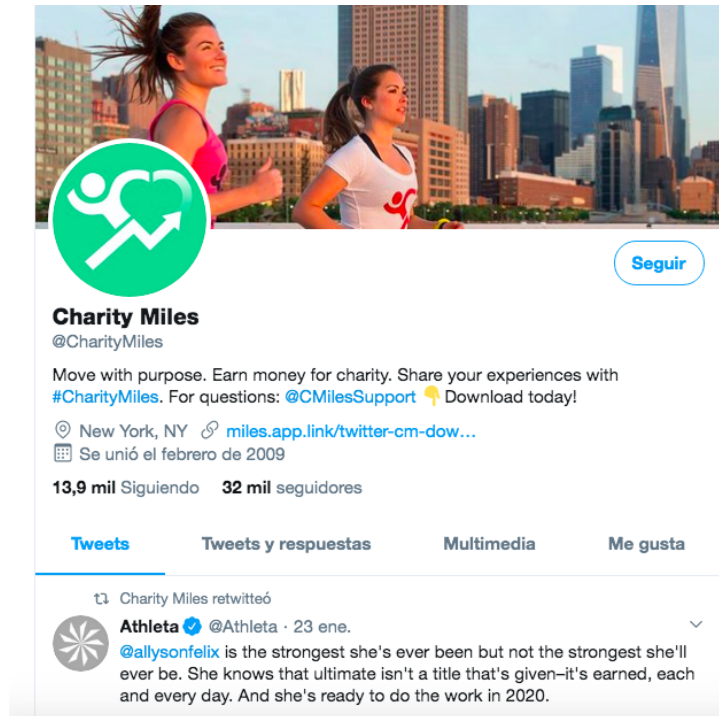 Seguir
Charity Miles
@CharityMiles
Move with purpose. Earn money for charity. Share your experiences with
#CharityMiles. For questions: @CMilesSupport 👇 Download today!
New York, NY miles.app.link/twitter-cm-dow…
Se unió el febrero de 2009
13,9 mil Siguiendo 32 mil seguidores
Tweets Tweets y respuestas Multimedia Me gusta
Charity Miles retwitteó
Athleta @Athleta · 23 ene.
@allysonfelix is the strongest she's ever been but not the strongest she'll
ever be. She knows that ultimate isn't a title that's given–it's earned, each
and every day. And she's ready to do the work in 2020.